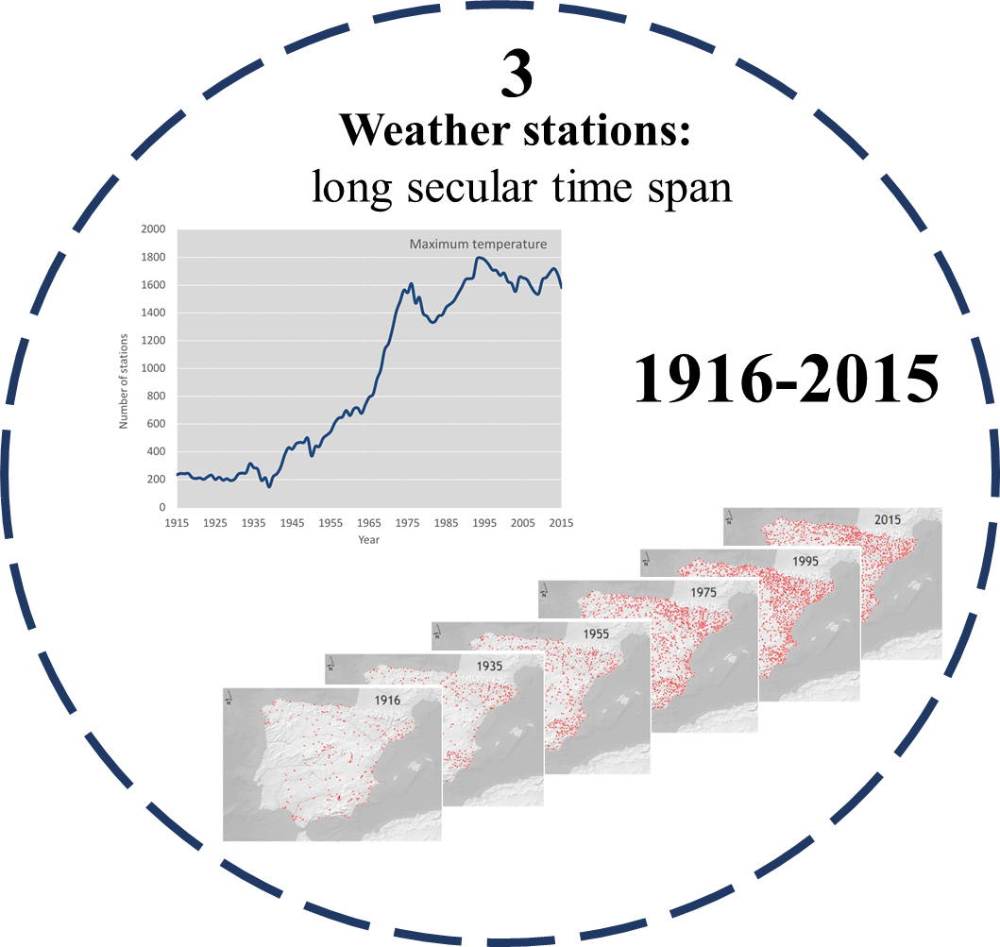 3
Weather stations:
long secular time span
Maximum temperature
2000
1800
1600
1400
1200
1000
800
600
400
200
0
Number of stations
1915 1925 1935 1945 1955 1965 1975 1985 1995 2005 2015
Year
1916-2015
2015
1995
1975
1955
1935
1916
N
N
N
N
N
N